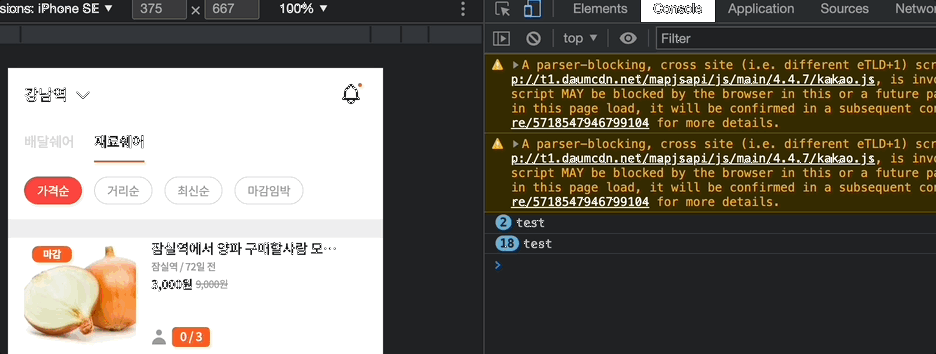 sions: iPhone SE ▼ 375 × 667 100% ▼
Elements Console Application Sources Netwo
top ▼ Filter
강남역
배달쉐어 재료쉐어
가격순 거리순 최신순 마감임박
마감
잠실역에서 양파 구매할사람 모…
잠실역 / 72일 전
3,000원 9,000원
0 / 3
A parser-blocking, cross site (i.e. different eTLD+1) scr
p://t1.daumcdn.net/mapjsapi/js/main/4.4.7/kakao.js, is invo
script MAY be blocked by the browser in this or a future pa
in this page load, it will be confirmed in a subsequent con
re/5718547946799104 for more details.
A parser-blocking, cross site (i.e. different eTLD+1) scr
p://t1.daumcdn.net/mapjsapi/js/main/4.4.7/kakao.js, is invo
script MAY be blocked by the browser in this or a future pa
in this page load, it will be confirmed in a subsequent con
re/5718547946799104 for more details.
2 test
18 test